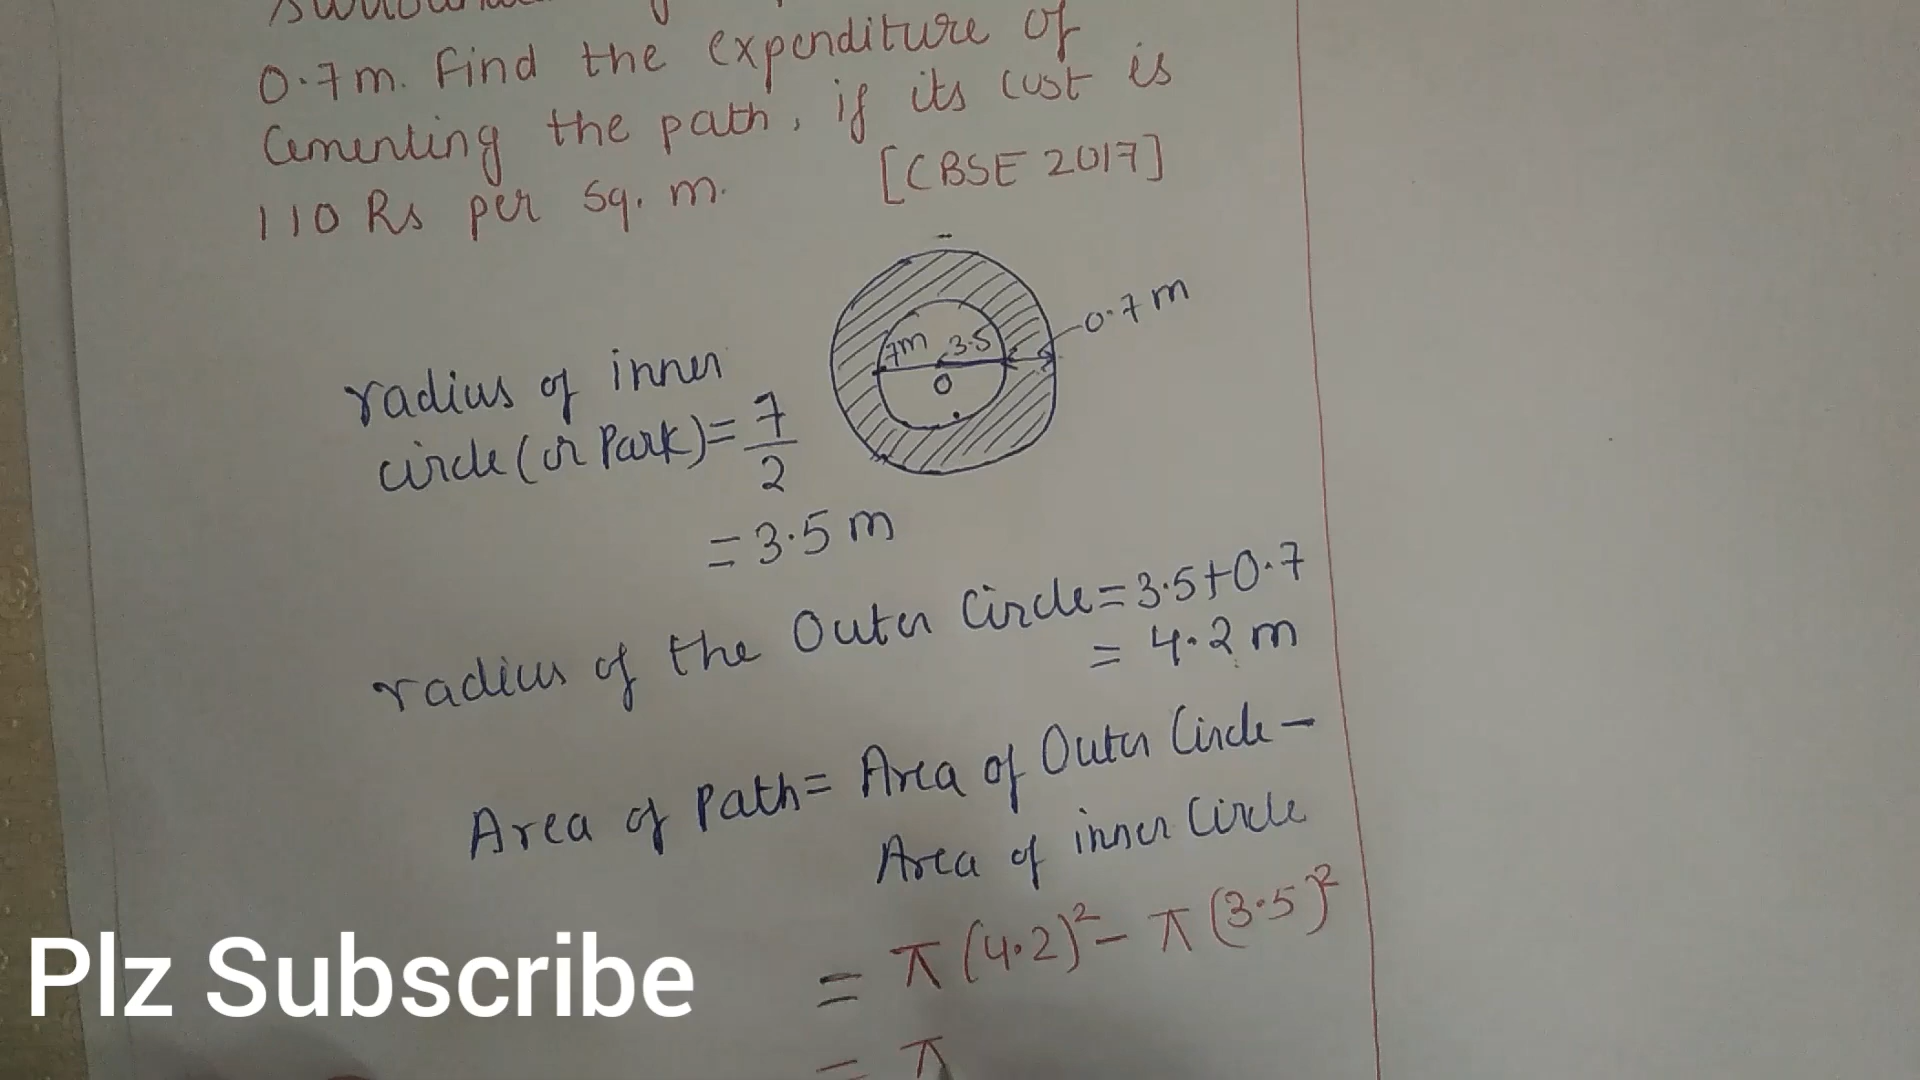 0.7m. Find the expenditure of
Cementing the path, if its cust is
110 Rs per Sq. m.
[CBSE 2017]
0.7m
7m 3.5
O
radius of inner
circle (or Park) = 7/2
= 3.5 m
radius of the Outer Circle = 3.5+0.7
= 4.2 m
Area of Path = Area of Outer Circle -
Area of inner Circle
= π (4.2)² - π (3.5)²
= π
Plz Subscribe